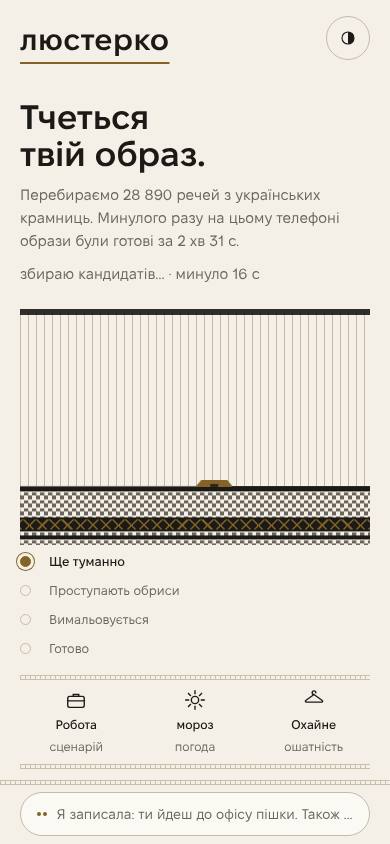 люстерко
Тчеться
твій образ.
Перебираємо 28 890 речей з українських
крамниць. Минулого разу на цьому телефоні
образи були готові за 2 хв 31 с.
збираю кандидатів… · минуло 16 с
Ще туманно
Проступають обриси
Вимальовується
Готово
Робота
сценарій
мороз
погода
Охайне
ошатність
Я записала: ти йдеш до офісу пішки. Також …